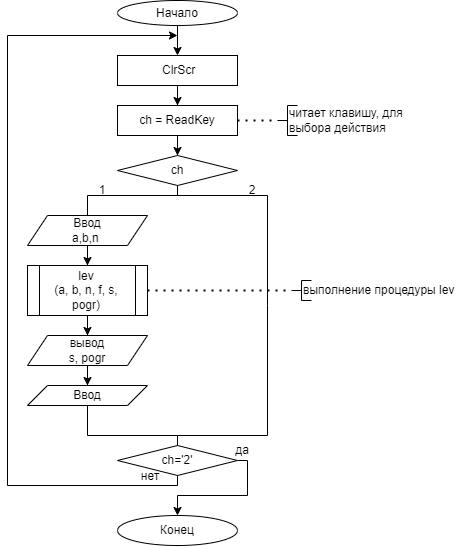 Начало
ClrScr
ch = ReadKey
читает клавишу, для
выбора действия
ch
1
2
Ввод
a,b,n
lev
(a, b, n, f, s,
pogr)
выполнение процедуры lev
вывод
s, pogr
Ввод
ch='2'
да
нет
Конец